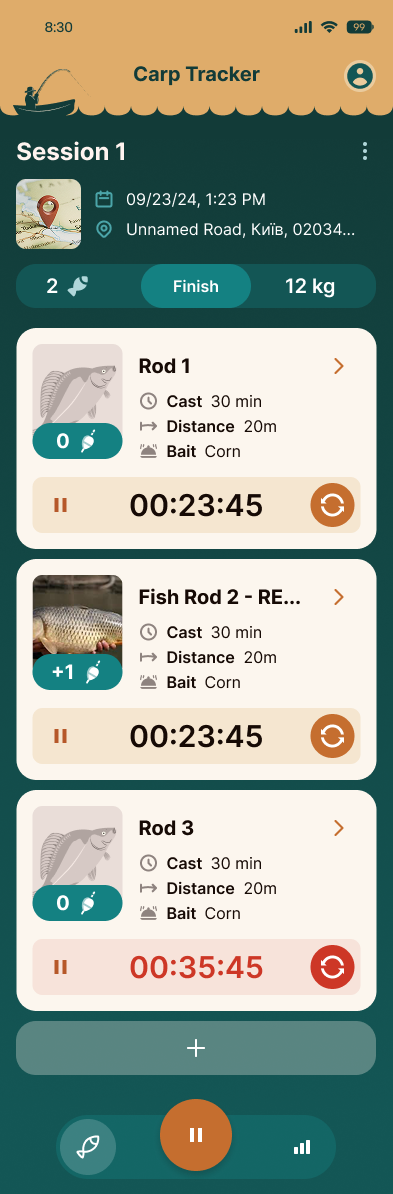 8:30
99
Carp Tracker
Session 1
09/23/24, 1:23 PM
Unnamed Road, Київ, 02034...
2
Finish
12 kg
Rod 1
Cast 30 min
Distance 20m
Bait Corn
0
00:23:45
Fish Rod 2 - RE...
Cast 30 min
Distance 20m
Bait Corn
+1
00:23:45
Rod 3
Cast 30 min
Distance 20m
Bait Corn
0
00:35:45